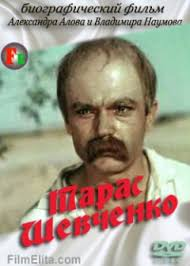 биографический фильм
Александра Алова и Владимира Наумова
Тарас
Шевченко
DVD
FilmElita.com